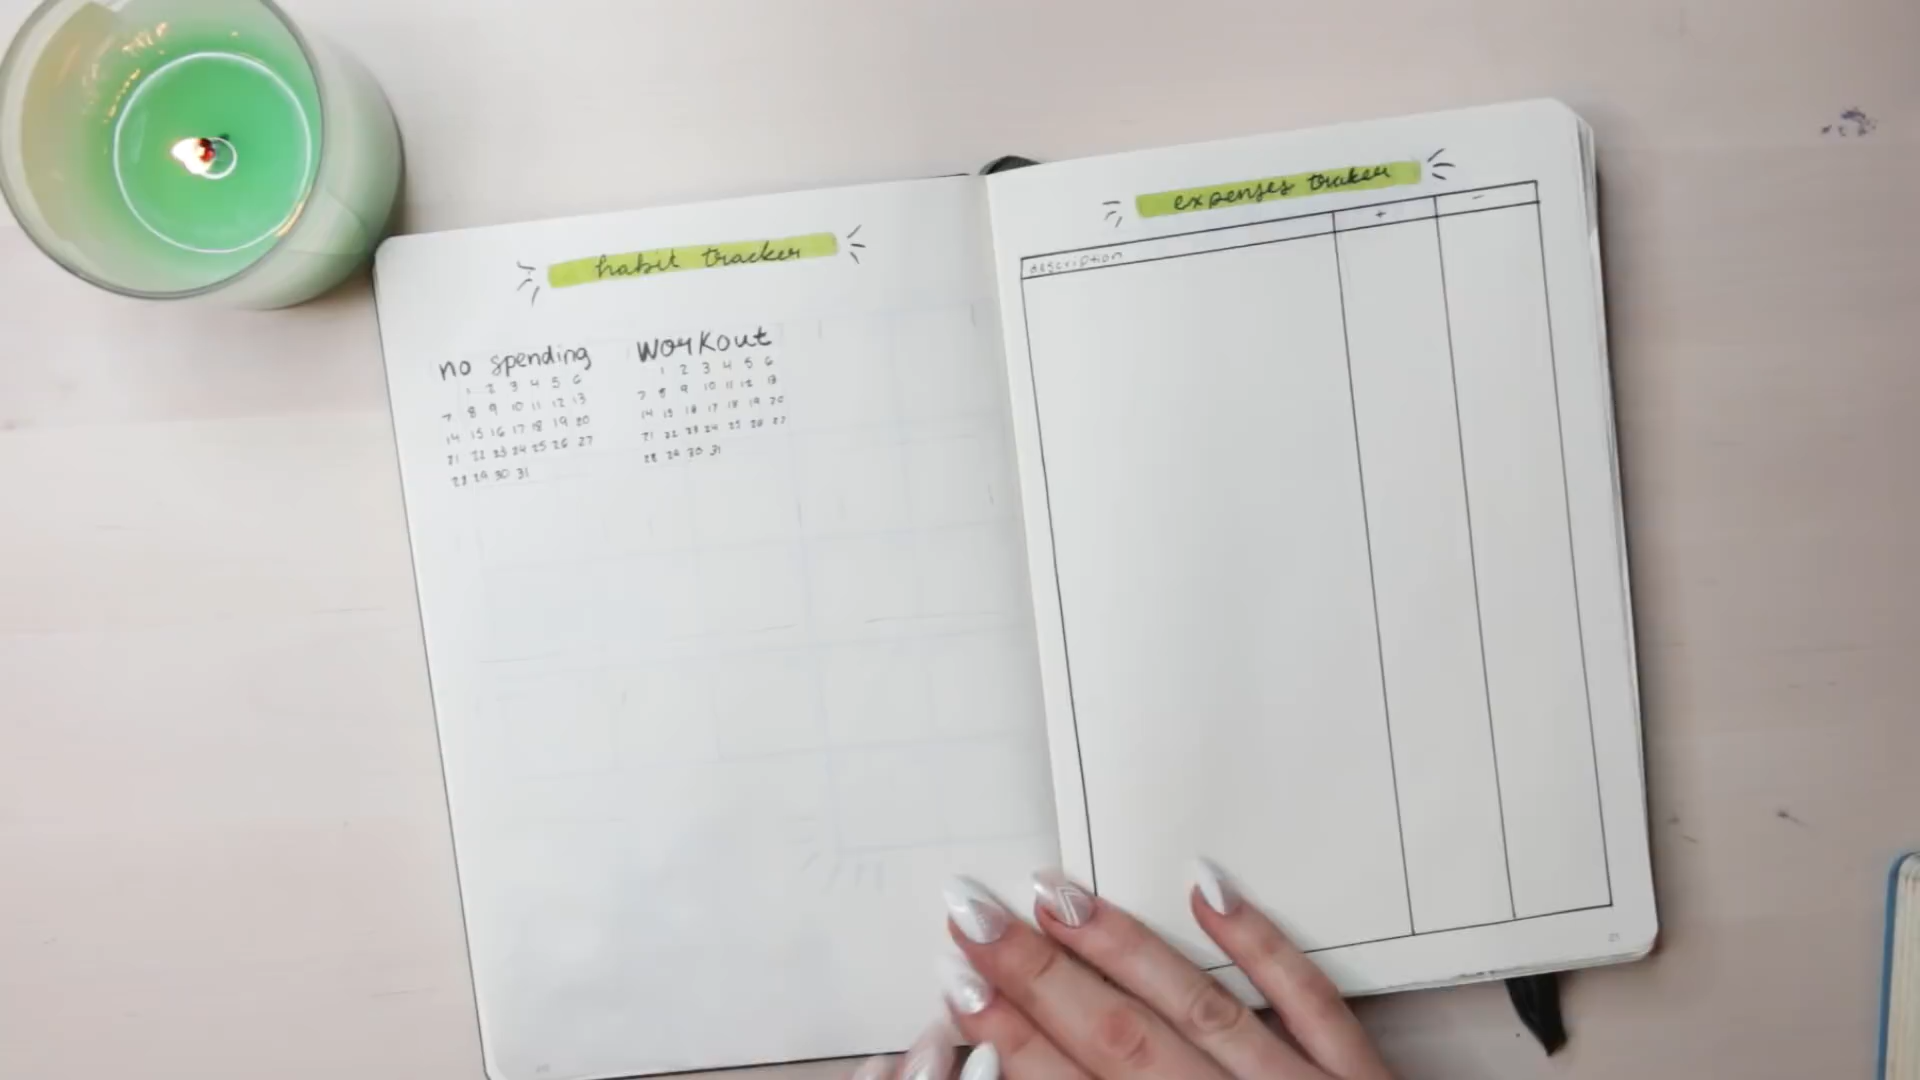 habit tracker
no spending
1 2 3 4 5 6
7 8 9 10 11 12 13
14 15 16 17 18 19 20
21 22 23 24 25 26 27
28 29 30 31
workout
1 2 3 4 5 6
7 8 9 10 11 12 13
14 15 16 17 18 19 20
21 22 23 24 25 26 27
28 29 30 31
expenses tracker
description + -
21